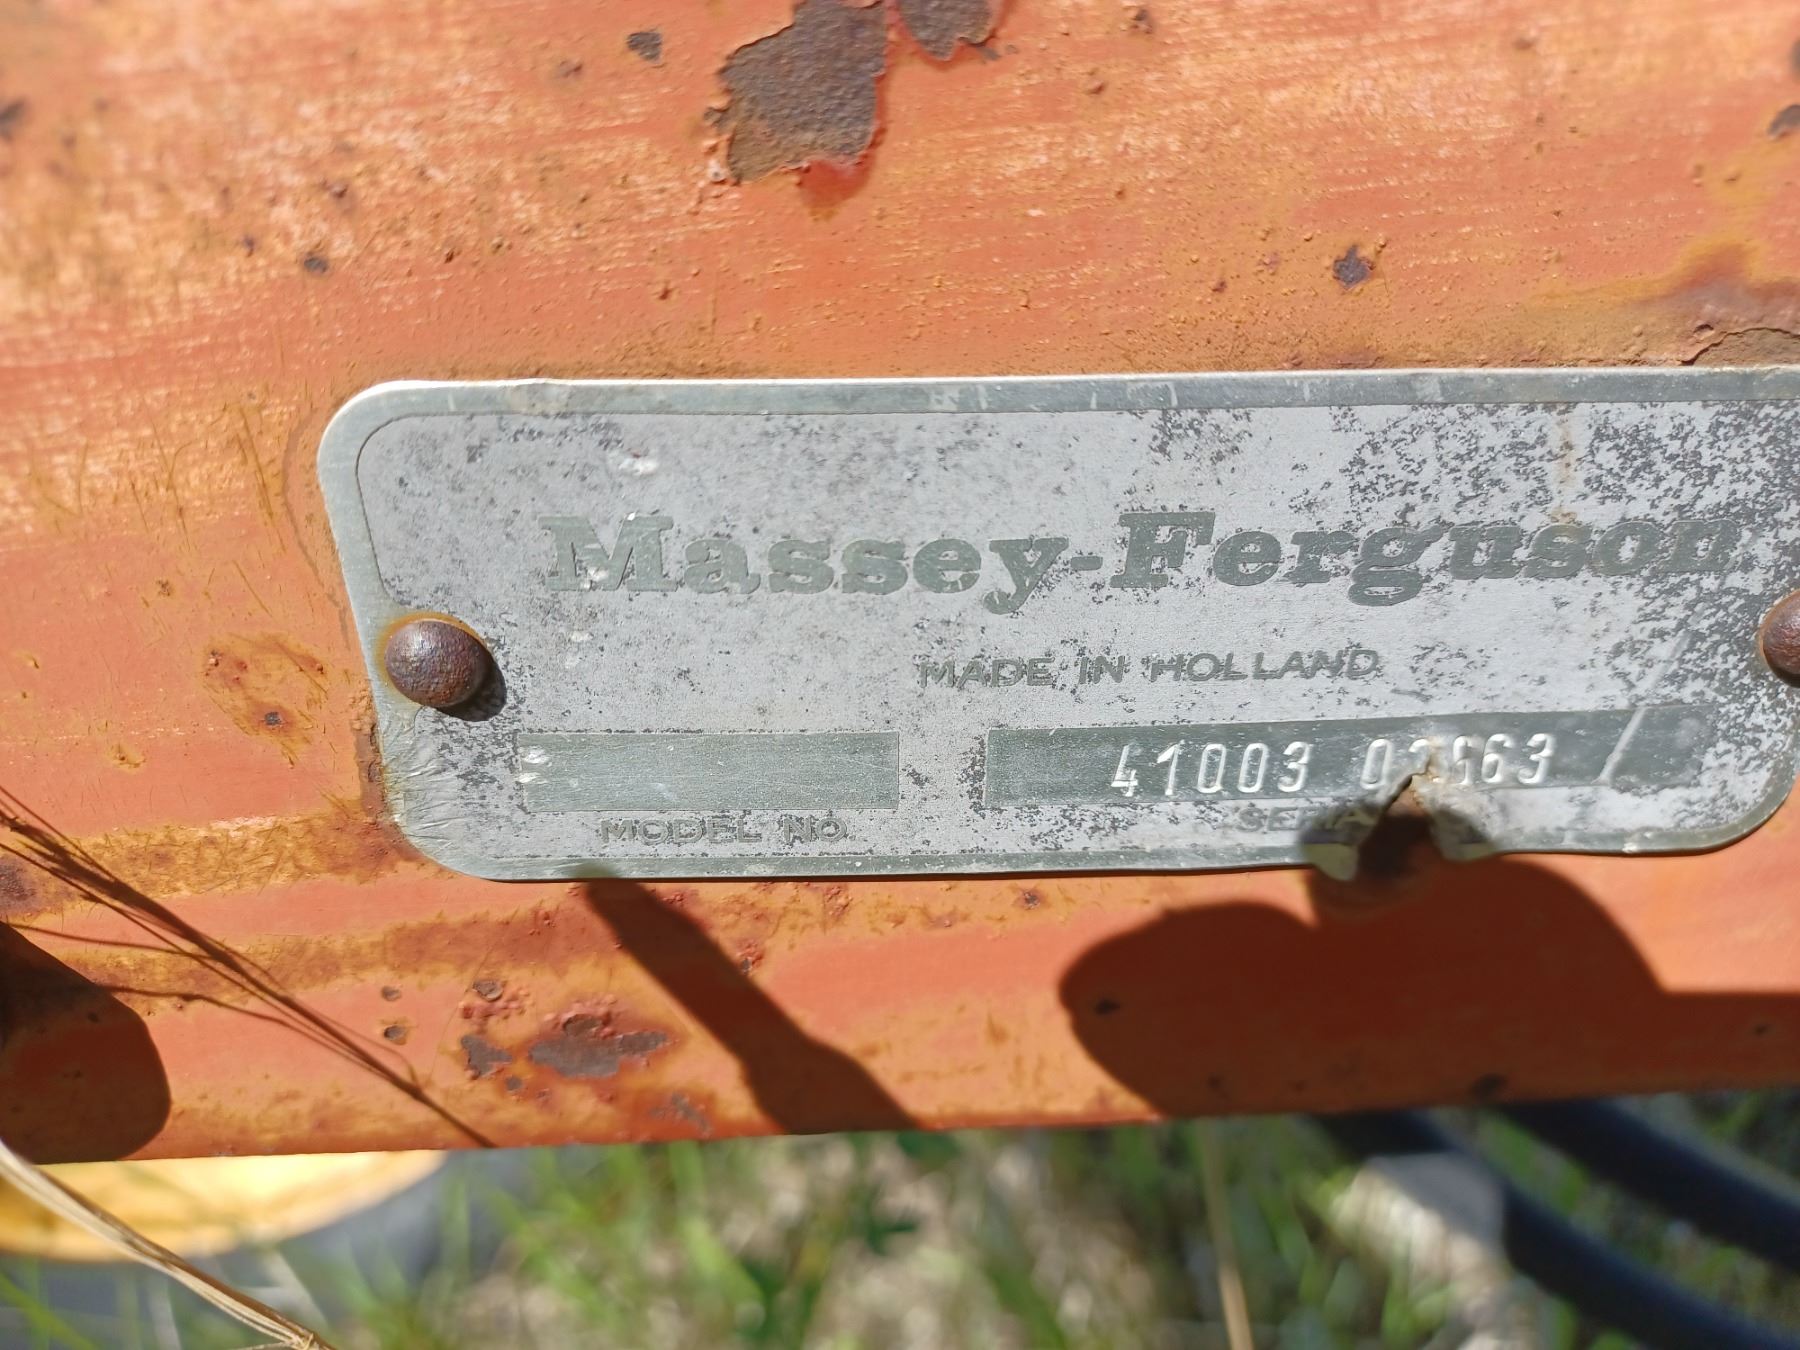 Massey-Ferguson
MADE IN HOLLAND
41003
MODEL NO